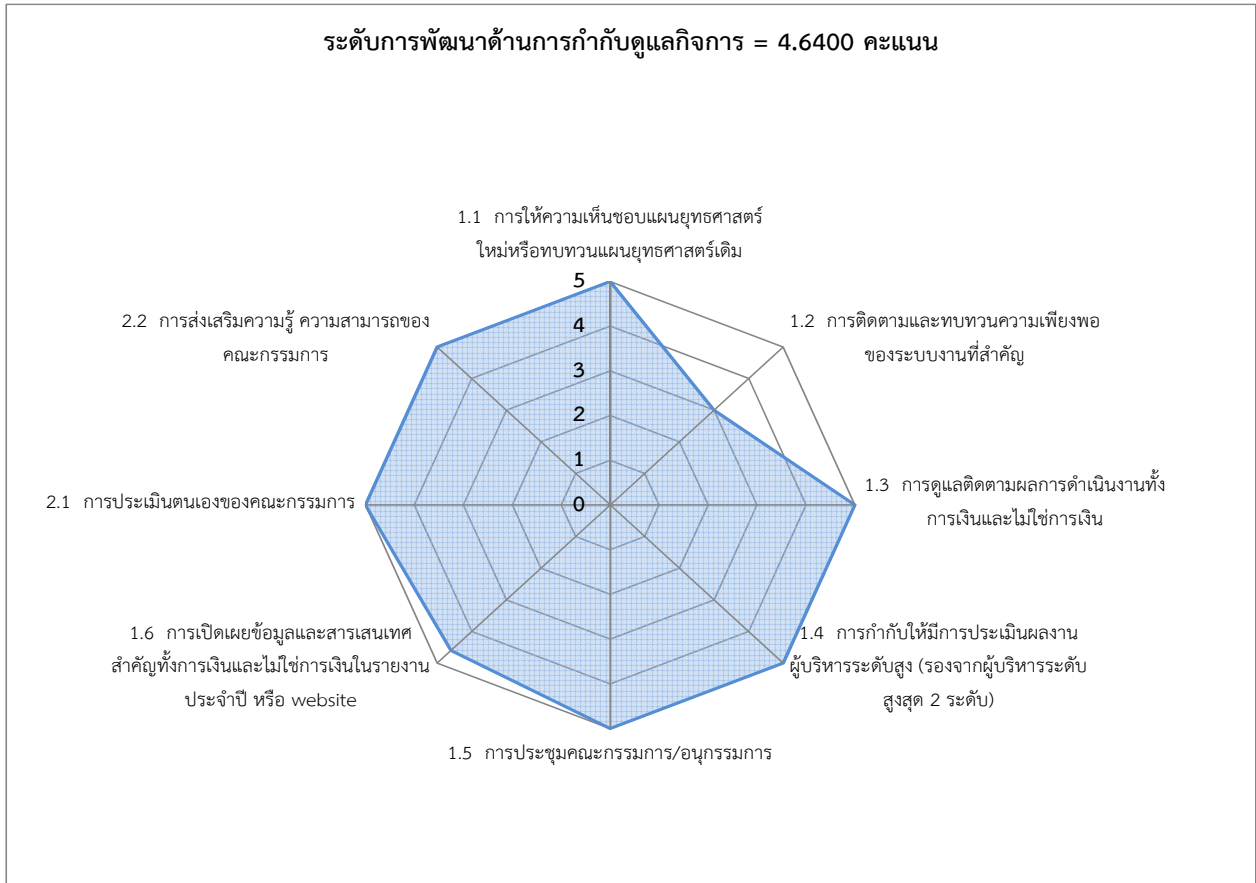 ระดับการพัฒนาด้านการกำกับดูแลกิจการ = 4.6400 คะแนน
1.1 การให้ความเห็นชอบแผนยุทธศาสตร์
ใหม่หรือทบทวนแผนยุทธศาสตร์เดิม
5
4
3
2
1
0
1.2 การติดตามและทบทวนความเพียงพอ
ของระบบงานที่สำคัญ
1.3 การดูแลติดตามผลการดำเนินงานทั้ง
การเงินและไม่ใช่การเงิน
1.4 การกำกับให้มีการประเมินผลงาน
ผู้บริหารระดับสูง (รองจากผู้บริหารระดับ
สูงสุด 2 ระดับ)
1.5 การประชุมคณะกรรมการ/อนุกรรมการ
1.6 การเปิดเผยข้อมูลและสารเสนเทศ
สำคัญทั้งการเงินและไม่ใช่การเงินในรายงาน
ประจำปี หรือ website
2.1 การประเมินตนเองของคณะกรรมการ
2.2 การส่งเสริมความรู้ ความสามารถของ
คณะกรรมการ